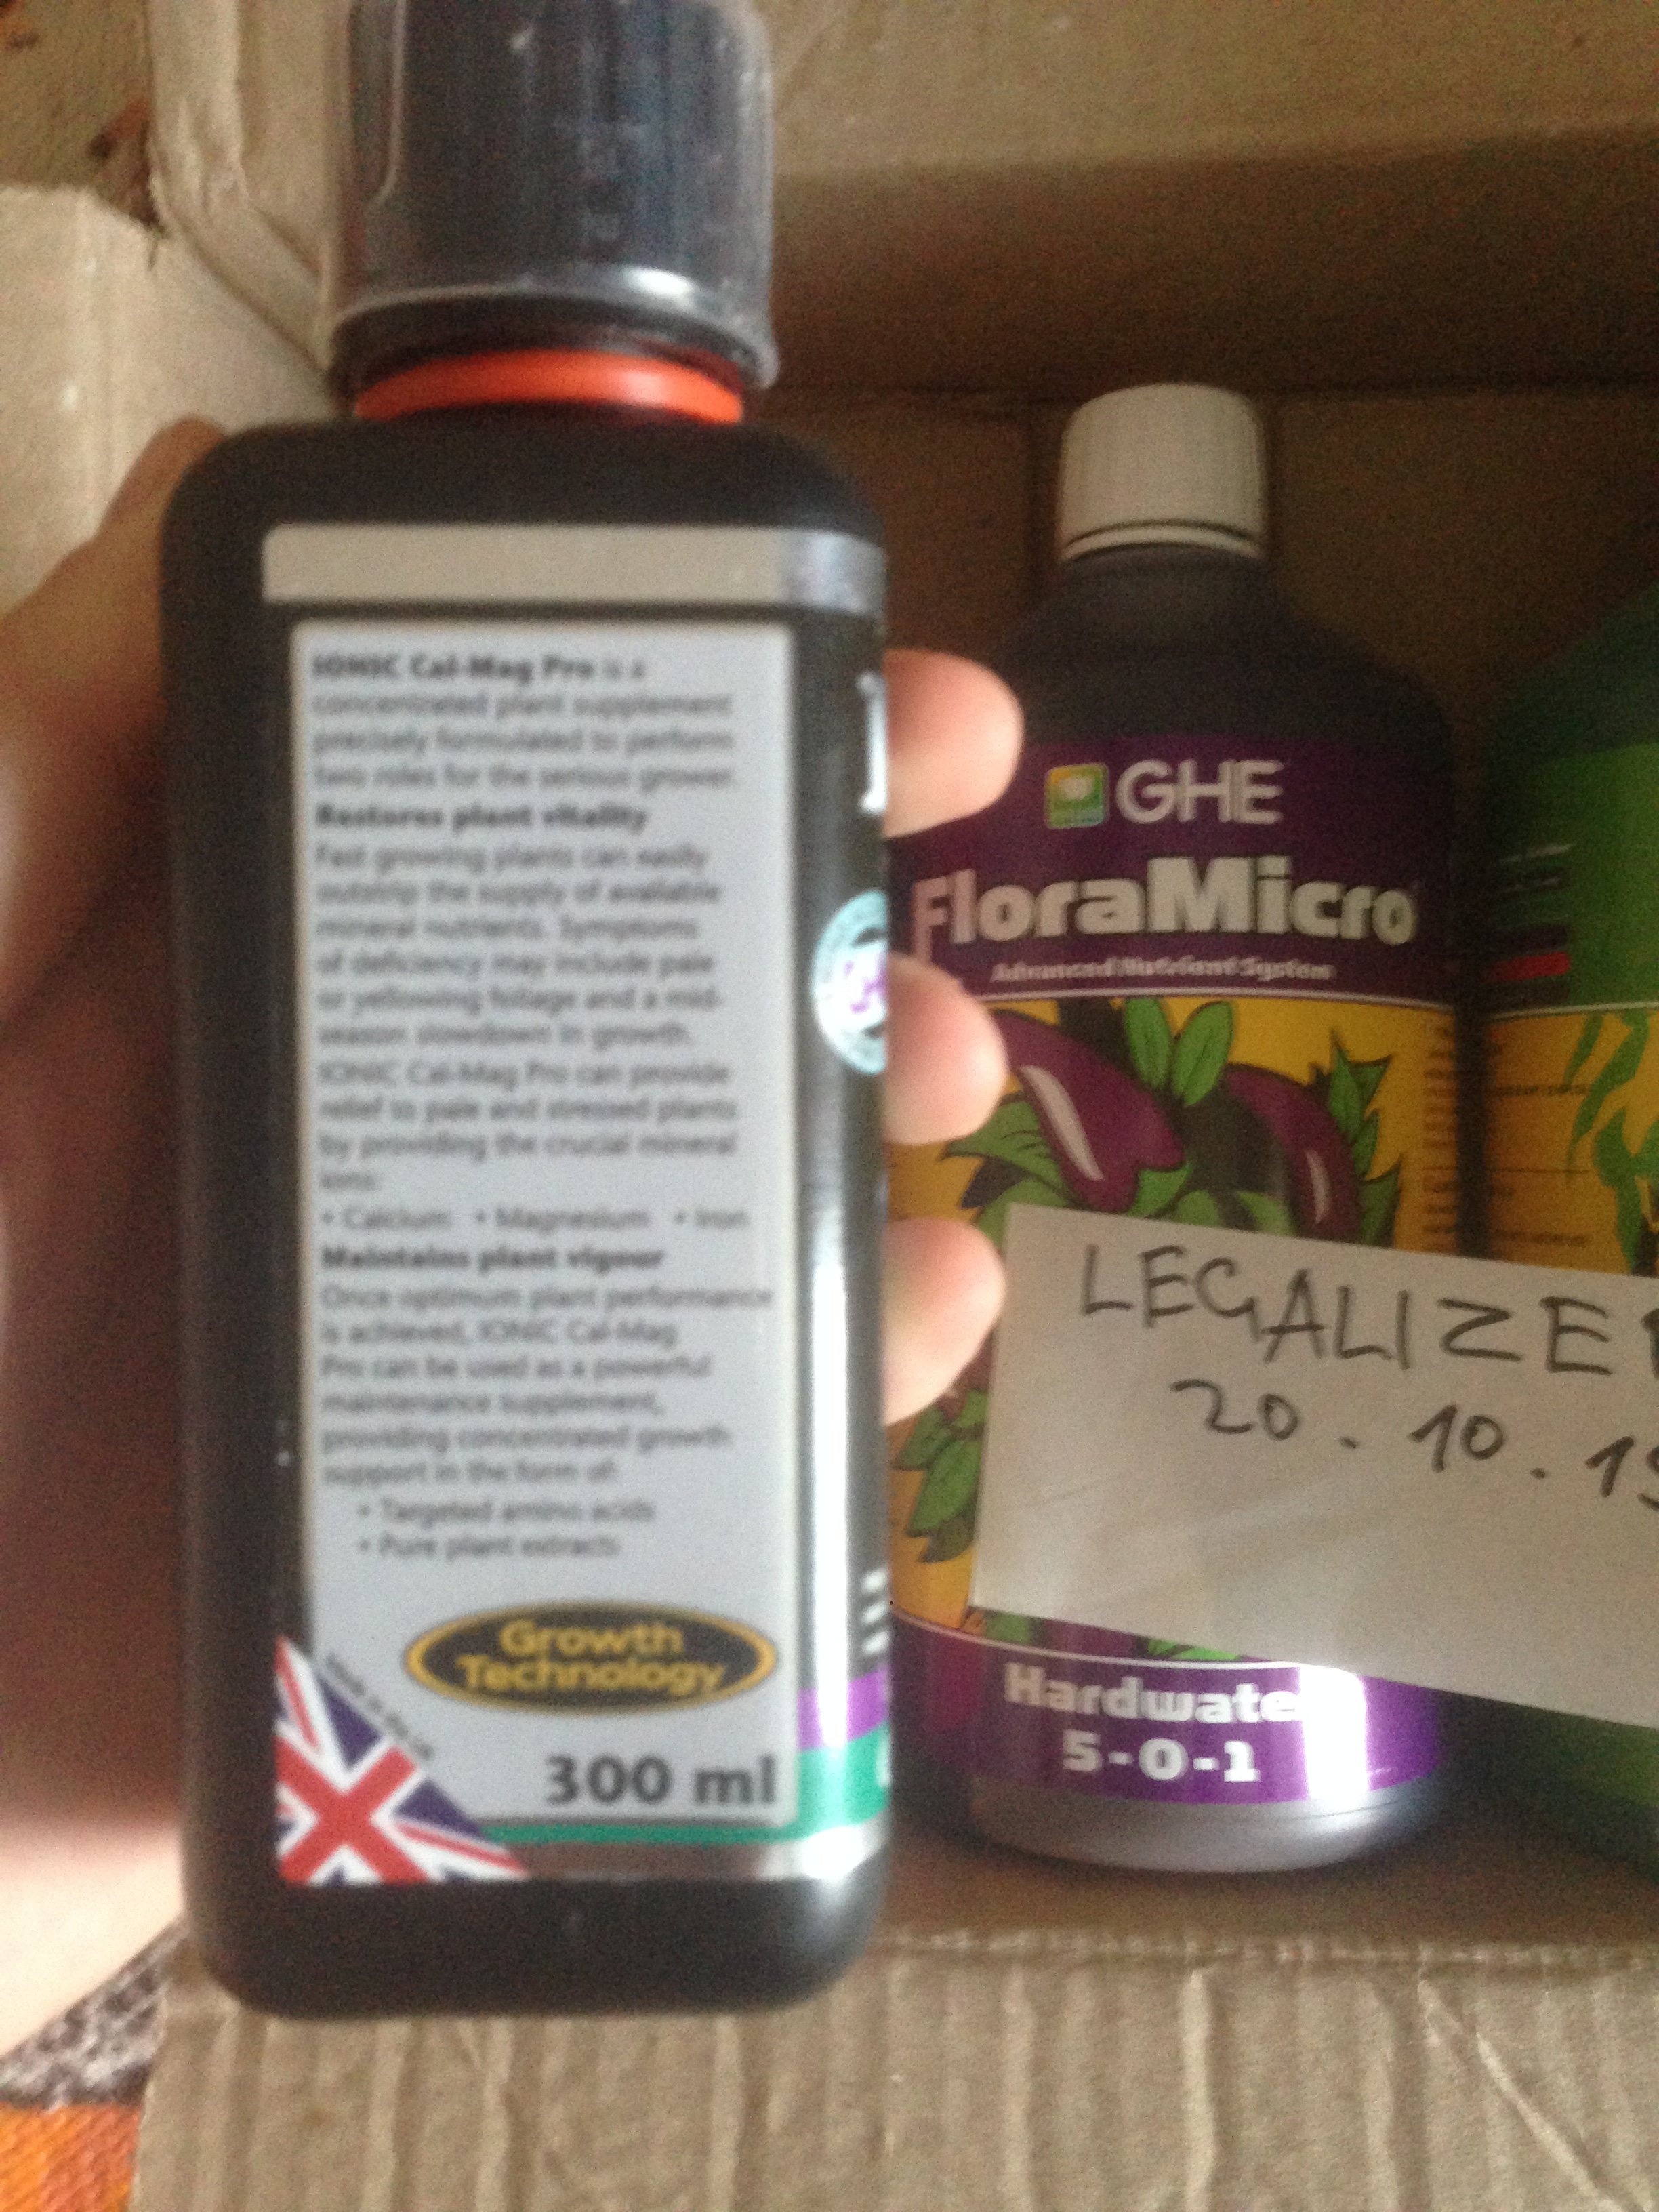 IONIC Cal-Mag Pro is a
concentrated plant supplement
precisely formulated to perform
two roles for the serious grower.
Restores plant vitality
Fast growing plants can easily
outstrip the supply of available
mineral nutrients. Symptoms
of deficiency may include pale
or yellowing foliage and a mid-
season slowdown in growth.
IONIC Cal-Mag Pro can provide
relief to pale and stressed plants
by providing the crucial mineral
ions:
• Calcium • Magnesium • Iron
Maintains plant vigour
Once optimum plant performance
is achieved, IONIC Cal-Mag
Pro can be used as a powerful
maintenance supplement,
providing concentrated growth
support in the form of:
• Targeted amino acids
• Pure plant extracts
Growth
Technology
Made in the UK
300 ml
GHE
FloraMicro
Advanced Nutrient System
LEGALIZE
20.10.15
Hardwate
5-0-1